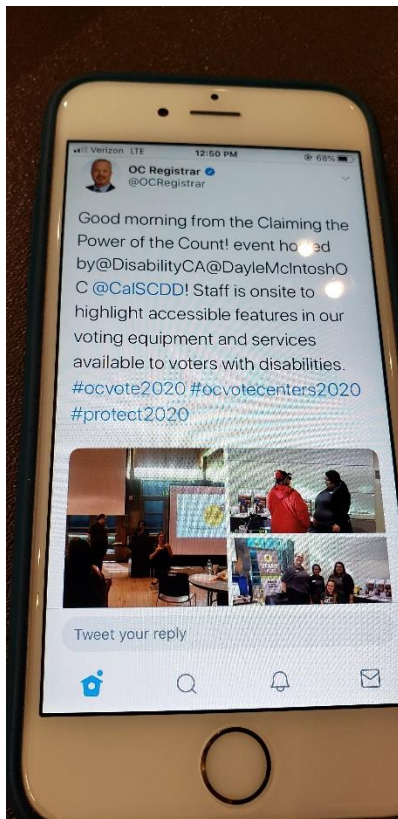 Verizon LTE 12:50 PM 68%
OC Registrar
@OCRegistrar
Good morning from the Claiming the
Power of the Count! event
by@DisabilityCA@DayleMcIntoshO
C @CalSCDD! Staff is onsite to
highlight accessible features in our
voting equipment and services
available to voters with disabilities.
#ocvote2020 #ocvotecenters2020
#protect2020
Tweet your reply